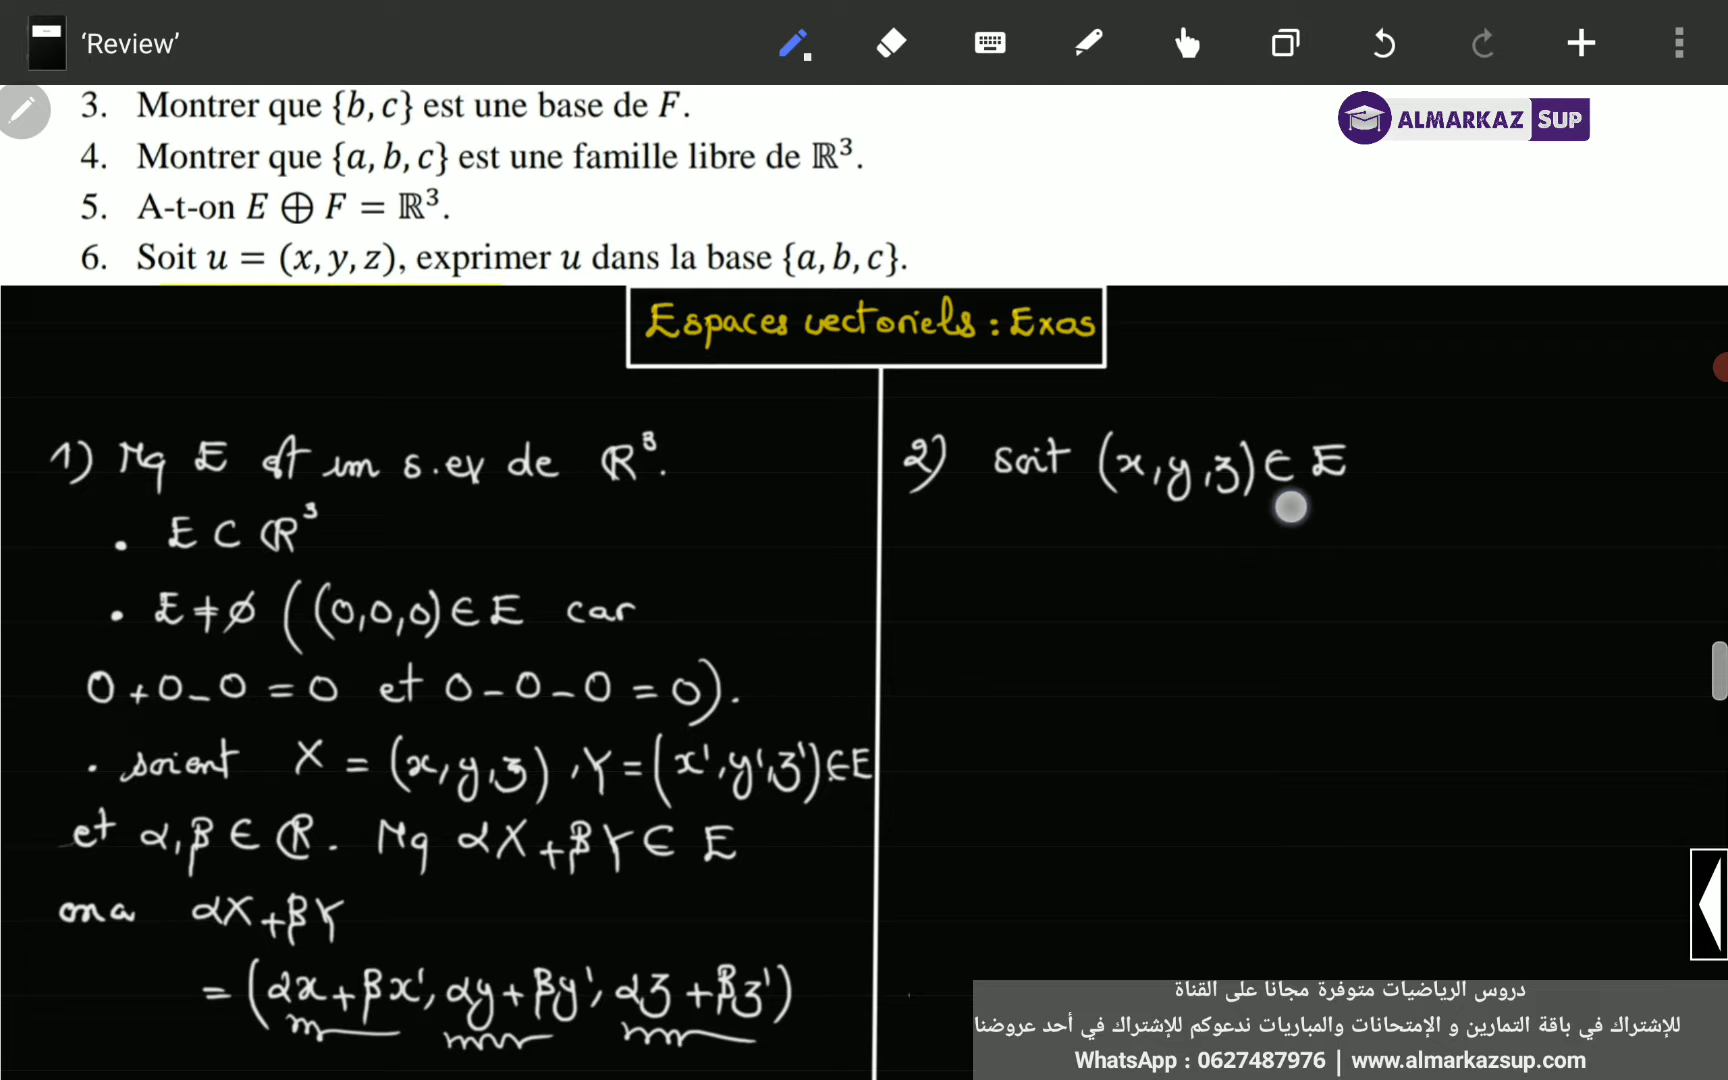 ‘Review’
3. Montrer que {b, c} est une base de F.
4. Montrer que {a, b, c} est une famille libre de ℝ³.
5. A-t-on E ⊕ F = ℝ³.
6. Soit u = (x, y, z), exprimer u dans la base {a, b, c}.
ALMARKAZ SUP
Espaces vectoriels : Exos
1) Mq E est un s.ev de ℝ³.
. E ⊂ ℝ³
. E ≠ ∅ ((0,0,0) ∈ E car
0 + 0 - 0 = 0 et 0 - 0 - 0 = 0).
. soient X = (x, y, z), Y = (x', y', z') ∈ E
et α, β ∈ ℝ. Mq αX + βY ∈ E
on a αX + βY
= (αx + βx', αy + βy', αz + βz')
2) soit (x, y, z) ∈ E
دروس الرياضيات متوفرة مجانا على القناة
للإشتراك في باقة التمارين و الإمتحانات والمباريات ندعوكم للإشتراك في أحد عروضنا
WhatsApp : 0627487976 | www.almarkazsup.com